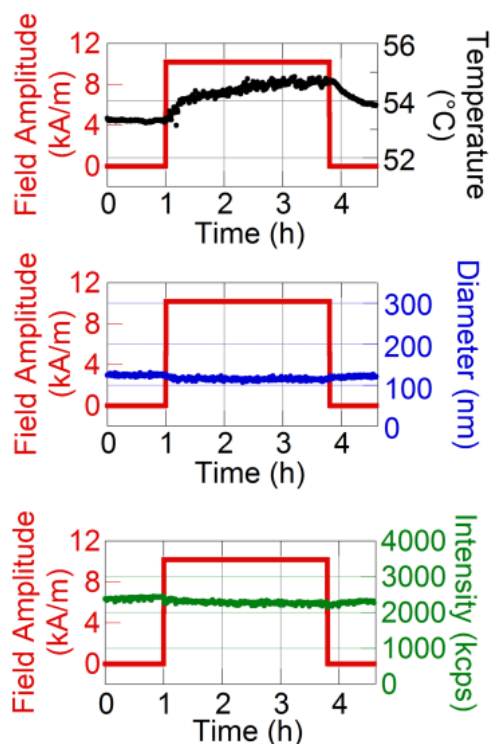 Field Amplitude
(kA/m)
12
8
4
0
56
54
52
Temperature
(°C)
0 1 2 3 4
Time (h)
Field Amplitude
(kA/m)
12
8
4
0
300
200
100
0
Diameter (nm)
0 1 2 3 4
Time (h)
Field Amplitude
(kA/m)
12
8
4
0
4000
3000
2000
1000
0
Intensity (kcps)
0 1 2 3 4
Time (h)